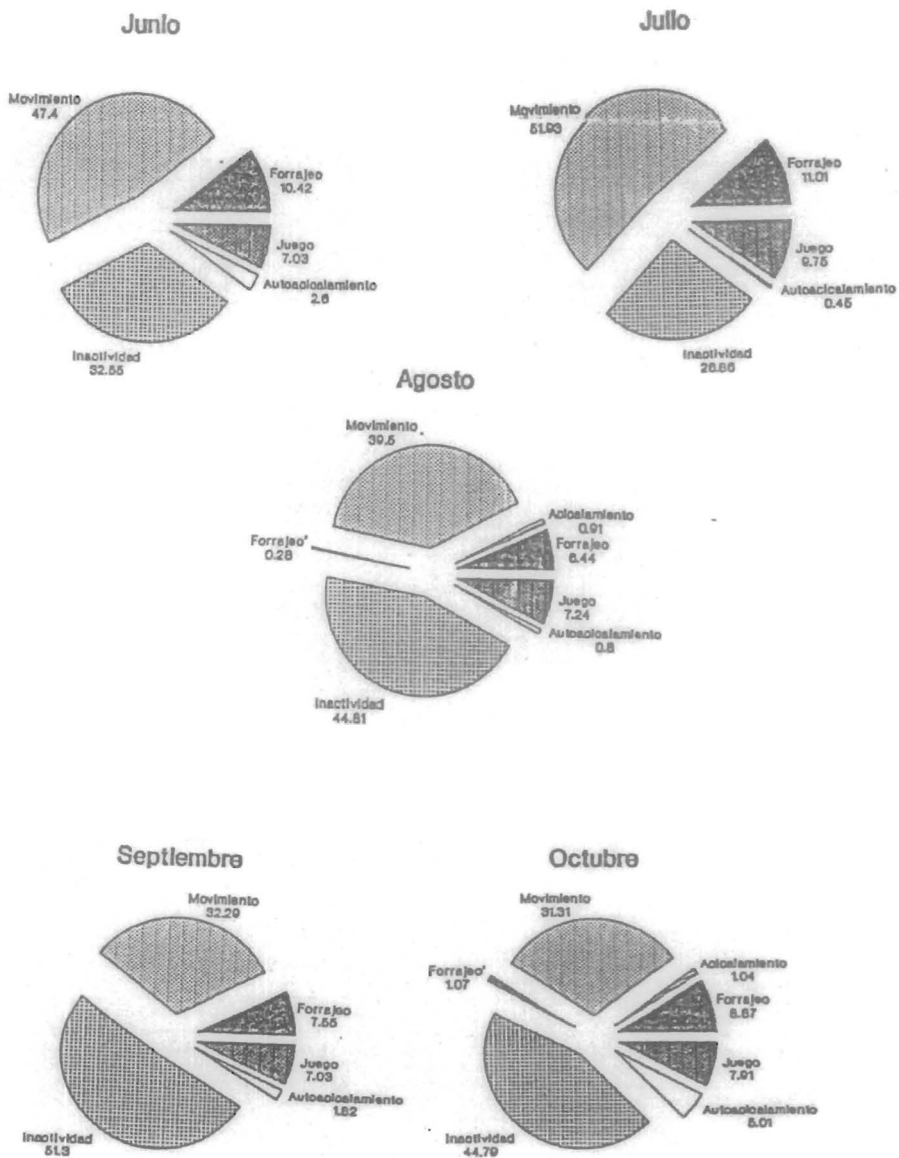 Junio
Movimiento
47.4
Forrajeo
10.42
Juego
7.03
Autoacicalamiento
2.6
Inactividad
32.55
Julio
Movimiento
51.93
Forrajeo
11.01
Juego
9.75
Autoacicalamiento
0.45
Inactividad
26.86
Agosto
Movimiento
39.5
Acicalamiento
0.91
Forrajeo
6.44
Forrajeo'
0.28
Juego
7.24
Autoacicalamiento
0.8
Inactividad
44.81
Septiembre
Movimiento
32.29
Forrajeo
7.55
Juego
7.03
Autoacicalamiento
1.82
Inactividad
51.3
Octubre
Movimiento
31.31
Acicalamiento
1.04
Forrajeo'
1.07
Forrajeo
8.87
Juego
7.91
Autoacicalamiento
5.01
Inactividad
44.79